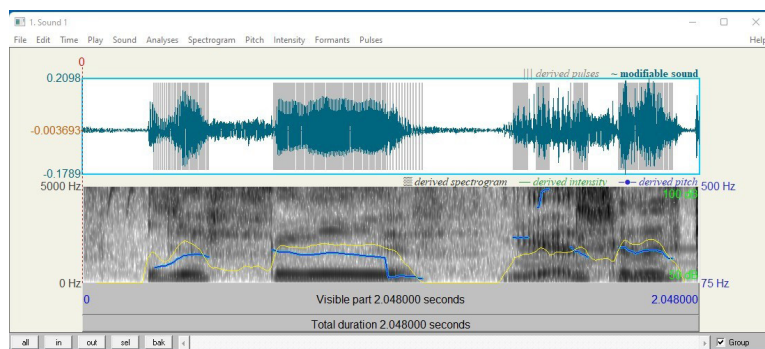 1. Sound 1
File Edit Time Play Sound Analyses Spectrogram Pitch Intensity Formants Pulses Help
0
0.2098
derived pulses ~ modifiable sound
-0.003693
-0.1789
derived spectrogram derived intensity derived pitch
5000 Hz 100 dB 500 Hz
0 Hz 75 Hz
0 Visible part 2.048000 seconds 2.048000
Total duration 2.048000 seconds
all in out sel bak Group